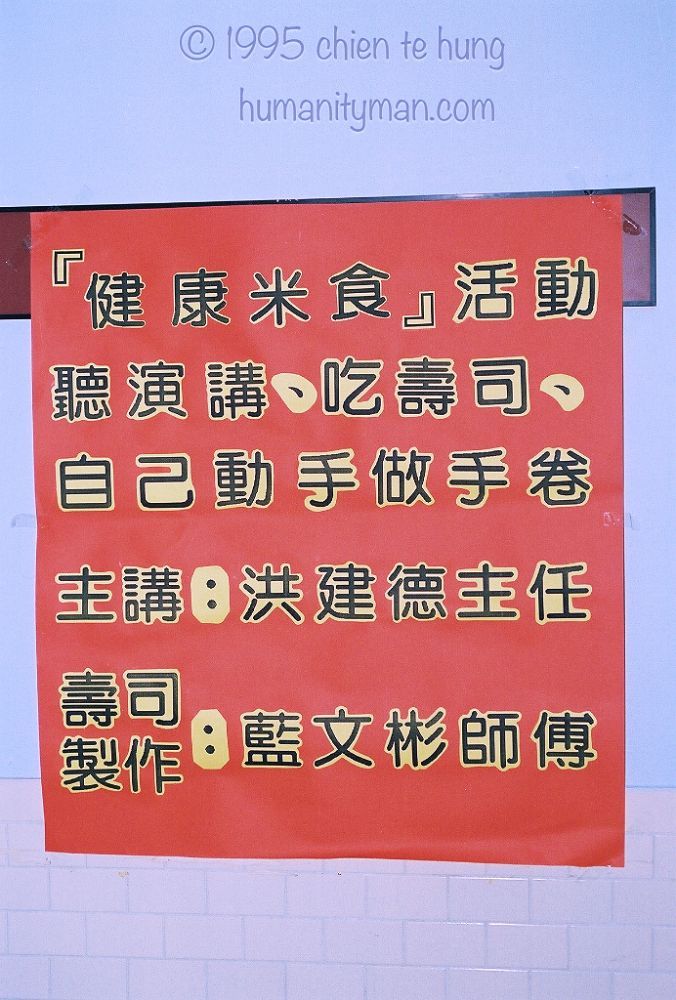 © 1995 chien te hung
humanityman.com
『健康米食』活動
聽演講、吃壽司、
自己動手做手卷
主講：洪建德主任
壽司製作：藍文彬師傅